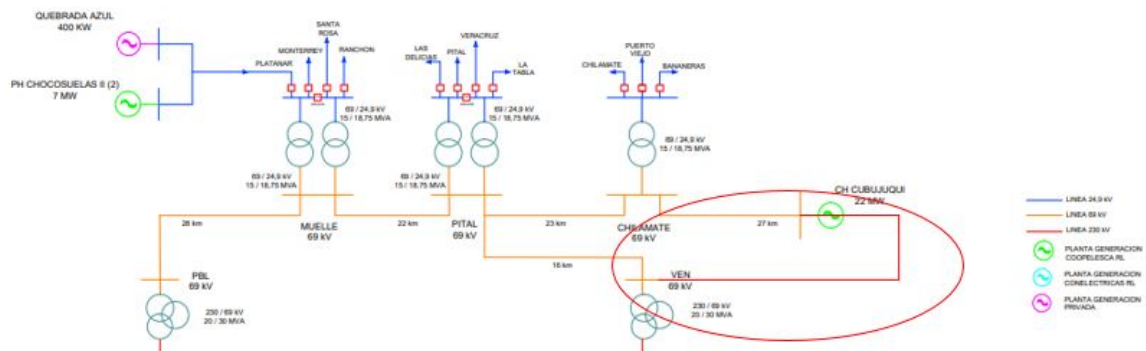 QUEBRADA AZUL
400 KW
PH CHOCOSUELAS II (2)
7 MW
PLATANAR
MONTERREY
SANTA
ROSA
RANCHON
LAS
DELICIAS
PITAL
VERACRUZ
LA
TABLA
CHILAMATE
PUERTO
VIEJO
BANANERAS
69 / 24,9 kV
15 / 18,75 MVA
69 / 24,9 kV
15 / 18,75 MVA
69 / 24,9 kV
15 / 18,75 MVA
69 / 24,9 kV
15 / 18,75 MVA
69 / 24,9 kV
15 / 18,75 MVA
CH CUBUJUQUI
22 MW
28 km
MUELLE
69 kV
22 km
PITAL
69 kV
23 km
CHILAMATE
69 kV
27 km
16 km
PBL
69 kV
230 / 69 kV
20 / 30 MVA
VEN
69 kV
230 / 69 kV
20 / 30 MVA
LINEA 24,9 kV
LINEA 69 kV
LINEA 230 kV
PLANTA GENERACION
COOPELESCA RL
PLANTA GENERACION
CONELECTRICAS RL
PLANTA GENERACION
PRIVADA